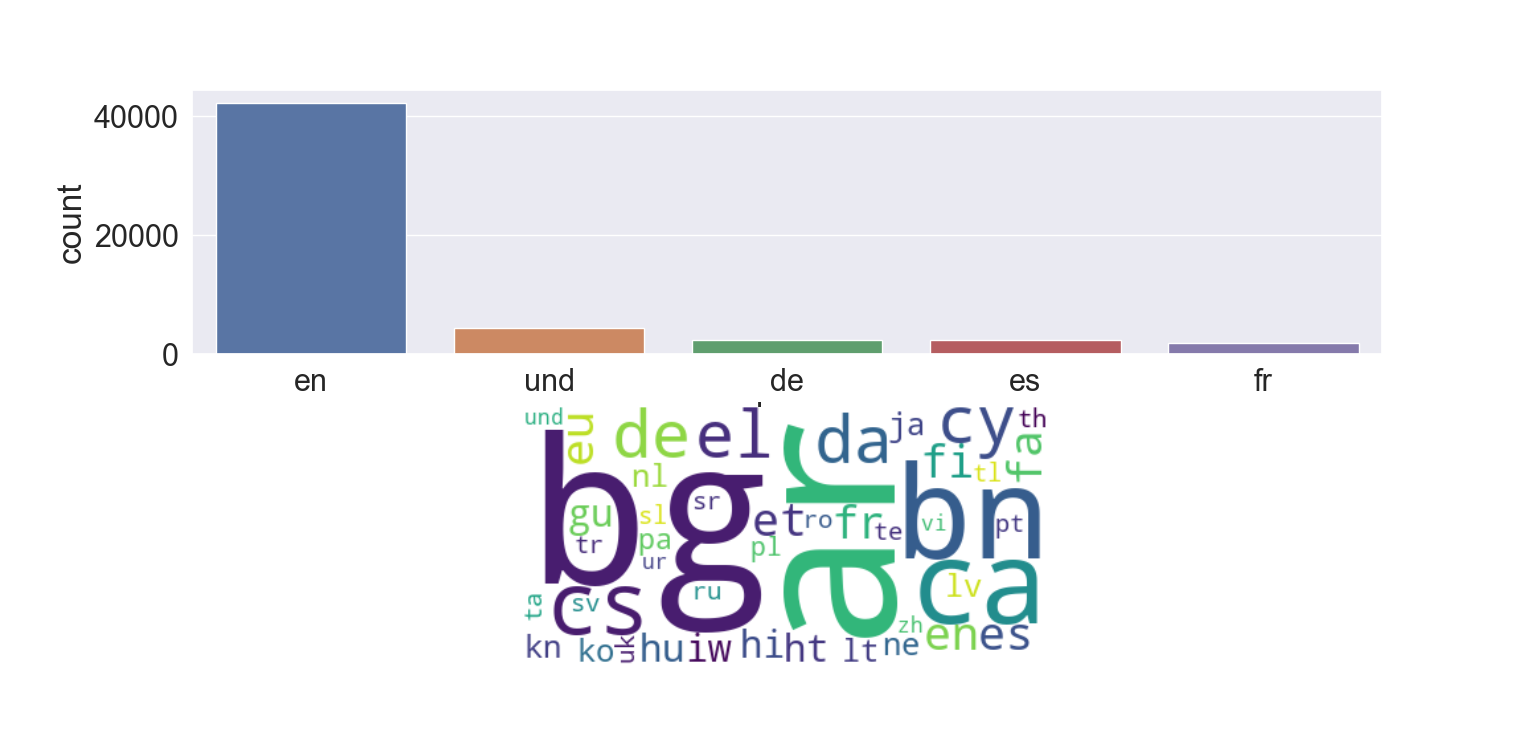 40000
20000
0
count
en und de es fr
und eu de el da ja cy th
nl fi tl fa
b g ar bn
gu sl sr et ro fr te vi pt
tr pa ur pl
ta cs sv ru ca lv
zh en es
kn ko uk hu iw hi ht lt ne